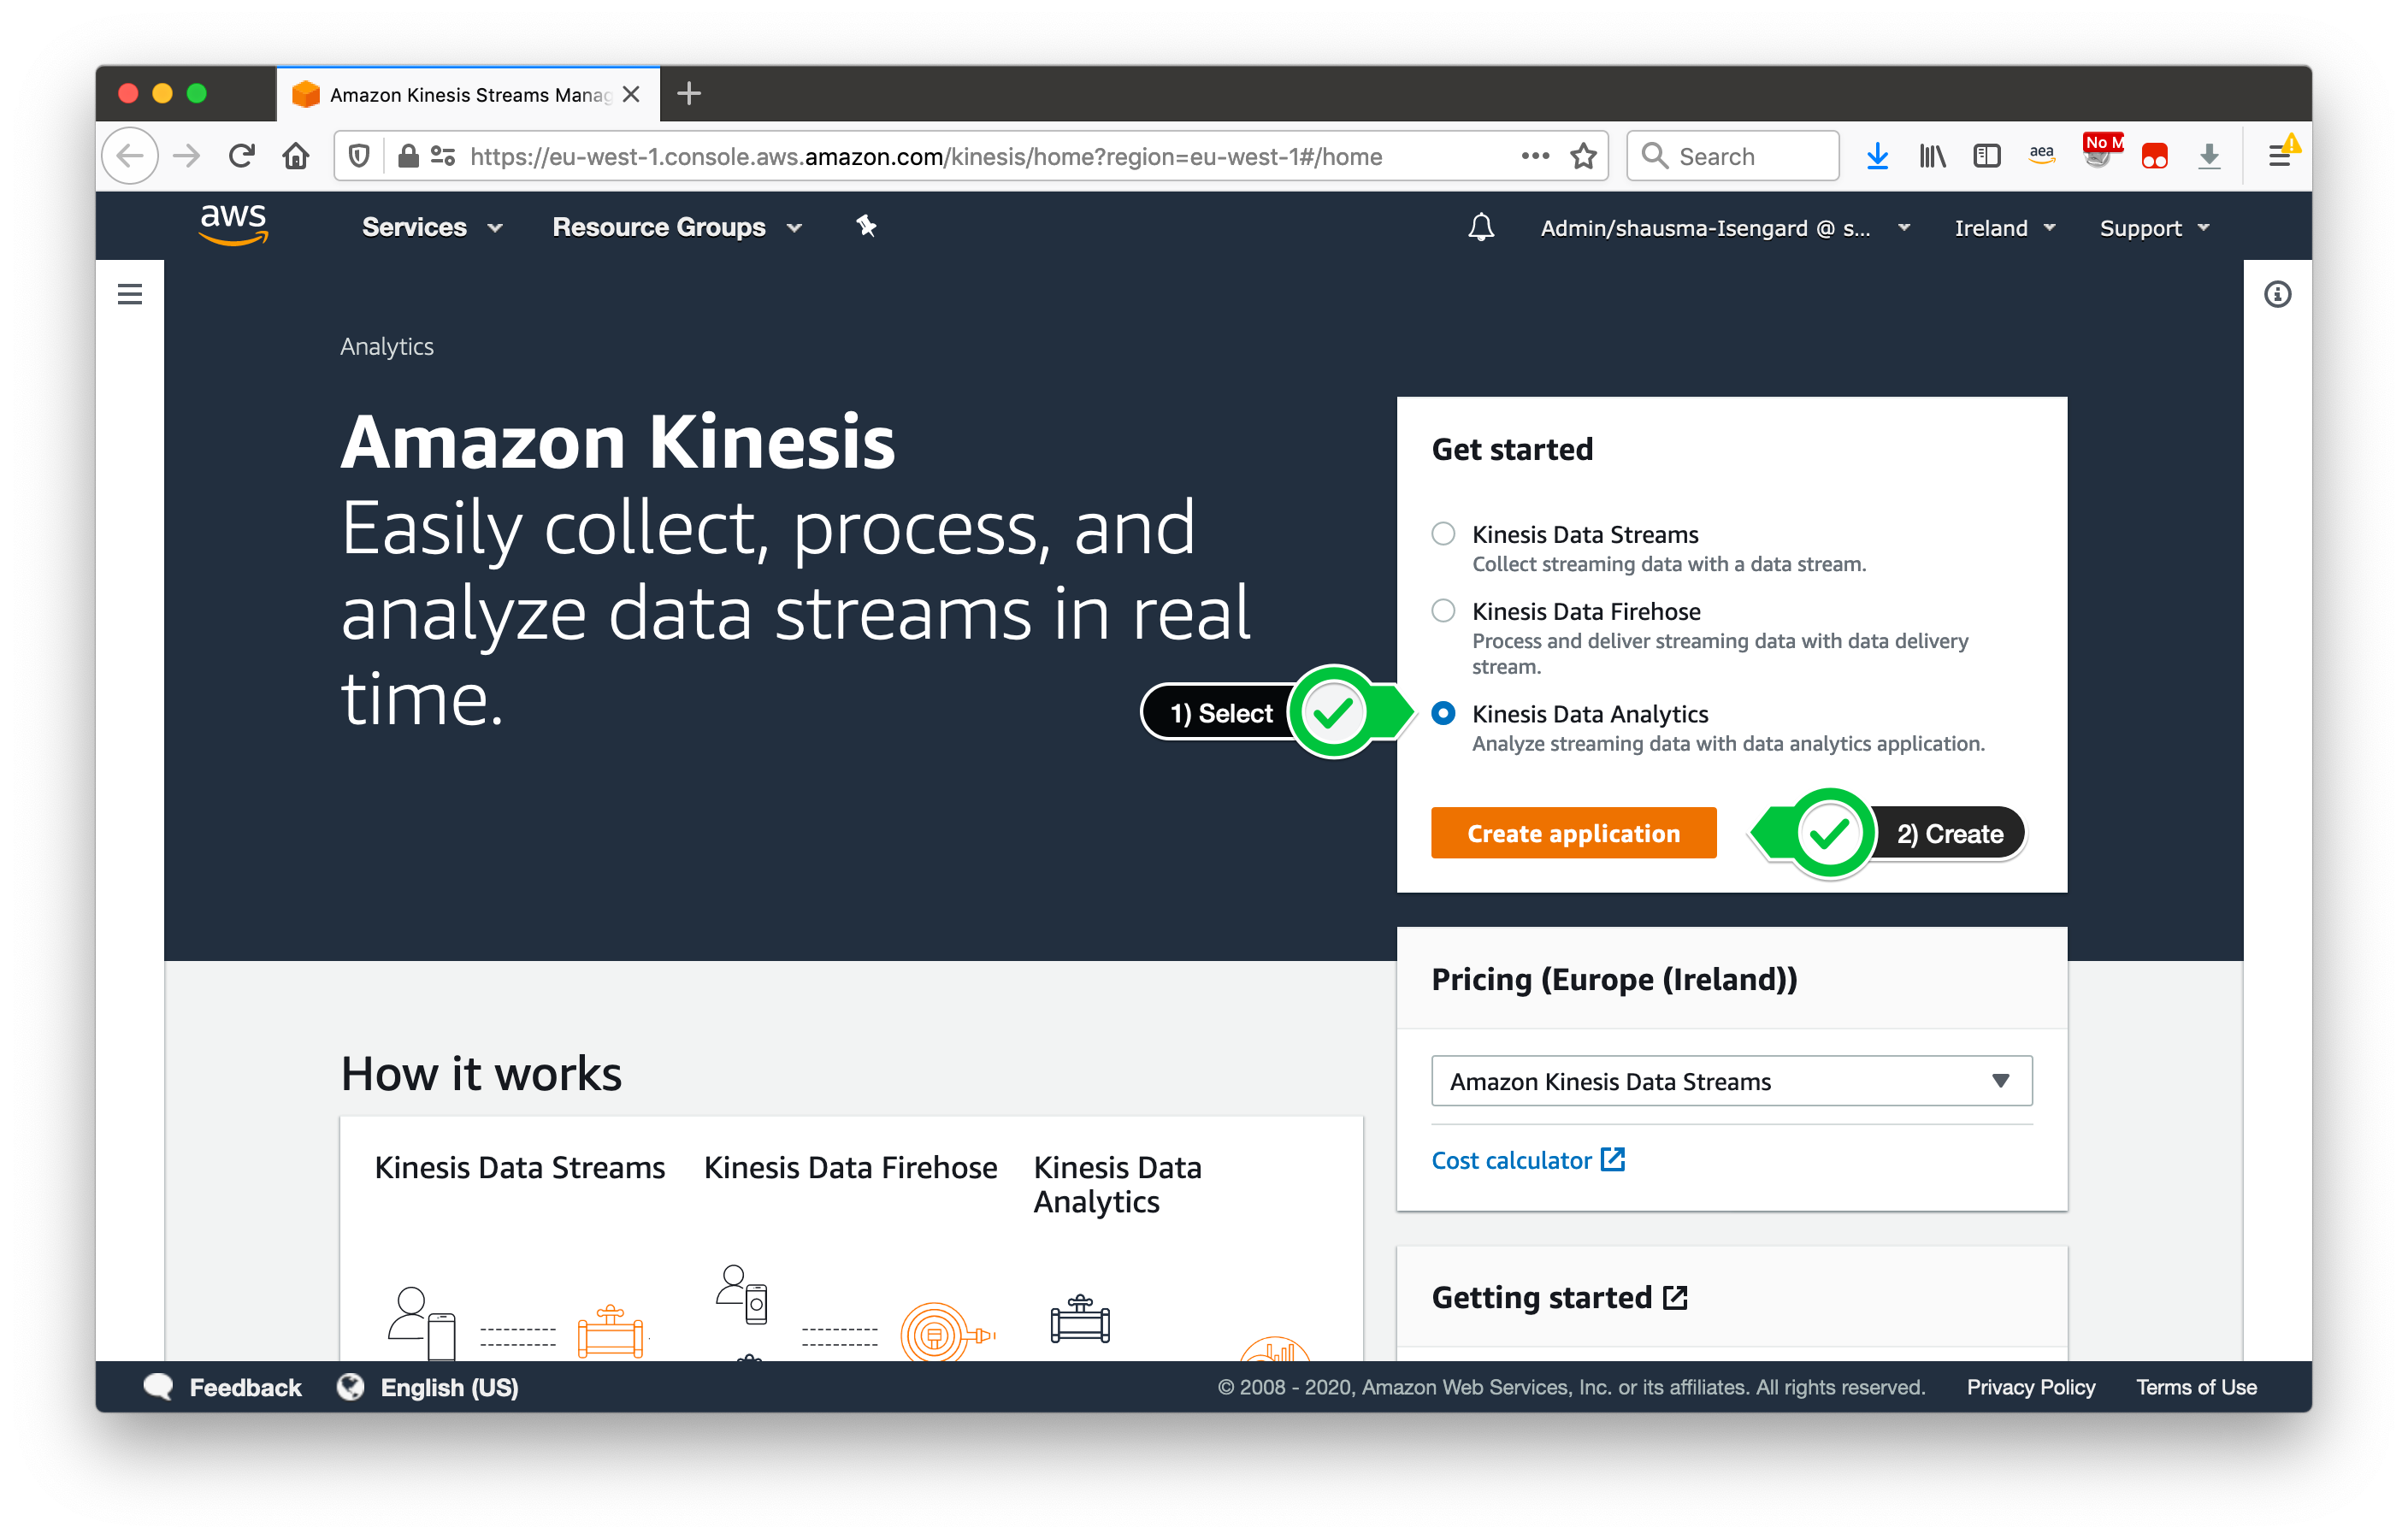 Amazon Kinesis Streams Manag
https://eu-west-1.console.aws.amazon.com/kinesis/home?region=eu-west-1#/home
Search
aea
No M
aws
Services
Resource Groups
Admin/shausma-Isengard @ s...
Ireland
Support
Analytics
Amazon Kinesis
Easily collect, process, and
analyze data streams in real
time.
Get started
Kinesis Data Streams
Collect streaming data with a data stream.
Kinesis Data Firehose
Process and deliver streaming data with data delivery
stream.
1) Select
Kinesis Data Analytics
Analyze streaming data with data analytics application.
Create application
2) Create
Pricing (Europe (Ireland))
Amazon Kinesis Data Streams
Cost calculator
Getting started
How it works
Kinesis Data Streams
Kinesis Data Firehose
Kinesis Data
Analytics
Feedback
English (US)
© 2008 - 2020, Amazon Web Services, Inc. or its affiliates. All rights reserved.
Privacy Policy
Terms of Use